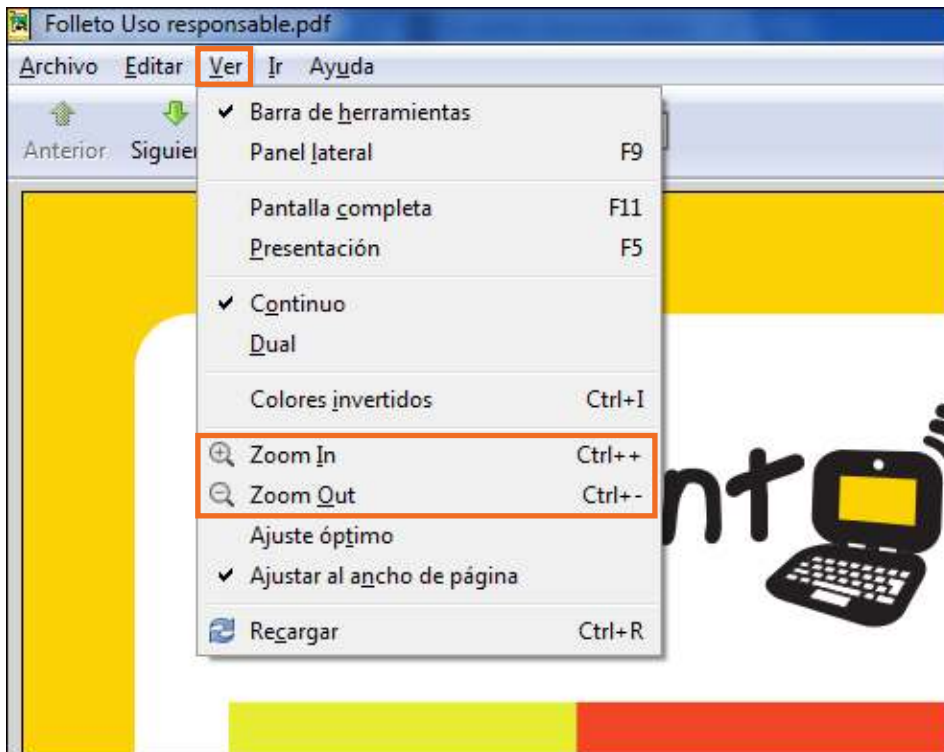 Folleto Uso responsable.pdf
Archivo Editar Ver Ir Ayuda
Anterior Siguie
Barra de herramientas
Panel lateral F9
Pantalla completa F11
Presentación F5
Continuo
Dual
Colores invertidos Ctrl+I
Zoom In Ctrl++
Zoom Out Ctrl+-
Ajuste óptimo
Ajustar al ancho de página
Recargar Ctrl+R
nt